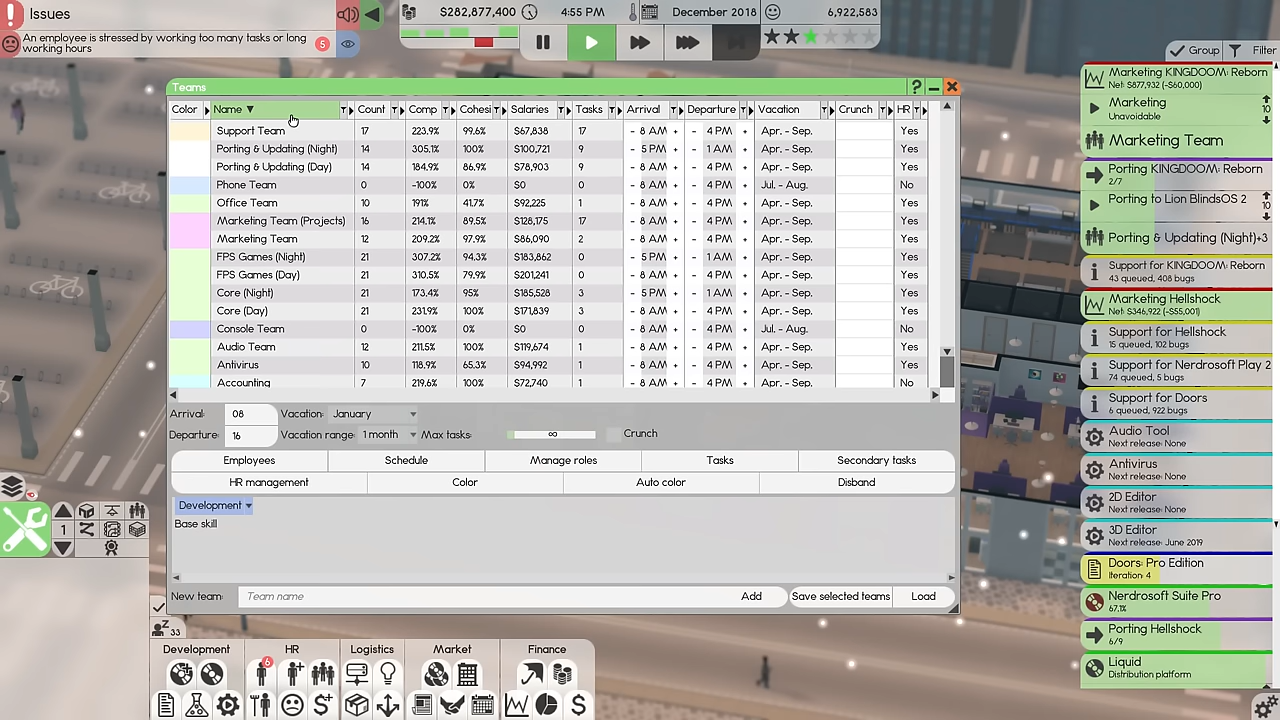 Issues
An employee is stressed by working too many tasks or long working hours
5
$282,877,400
4:55 PM
December 2018
6,922,583
Group
Filter
Teams
?
Color Name ▼ Count Comp Cohesi Salaries Tasks Arrival Departure Vacation Crunch HR
Support Team 17 223.9% 99.6% $67,838 17 - 8 AM + - 4 PM + Apr. - Sep. Yes
Porting & Updating (Night) 14 305.1% 100% $100,721 9 - 5 PM + - 1 AM + Apr. - Sep. Yes
Porting & Updating (Day) 14 184.9% 86.9% $78,903 9 - 8 AM + - 4 PM + Apr. - Sep. Yes
Phone Team 0 -100% 0% $0 0 - 8 AM + - 4 PM + Jul. - Aug. No
Office Team 10 191% 41.7% $92,225 1 - 8 AM + - 4 PM + Apr. - Sep. Yes
Marketing Team (Projects) 16 214.1% 89.5% $128,175 17 - 8 AM + - 4 PM + Apr. - Sep. Yes
Marketing Team 12 209.2% 97.9% $86,090 2 - 8 AM + - 4 PM + Apr. - Sep. Yes
FPS Games (Night) 21 307.2% 94.3% $183,862 0 - 5 PM + - 1 AM + Apr. - Sep. Yes
FPS Games (Day) 21 310.5% 79.9% $201,241 0 - 8 AM + - 4 PM + Apr. - Sep. Yes
Core (Night) 21 173.4% 95% $185,528 3 - 5 PM + - 1 AM + Apr. - Sep. Yes
Core (Day) 21 231.9% 100% $171,839 3 - 8 AM + - 4 PM + Apr. - Sep. Yes
Console Team 0 -100% 0% $0 0 - 8 AM + - 4 PM + Jul. - Aug. No
Audio Team 12 211.5% 100% $119,674 1 - 8 AM + - 4 PM + Apr. - Sep. Yes
Antivirus 10 118.9% 65.3% $94,992 1 - 8 AM + - 4 PM + Apr. - Sep. Yes
Accounting 7 219.6% 100% $72,740 1 - 8 AM + - 4 PM + Apr. - Sep. No
Arrival: 08 Vacation: January
Departure: 16 Vacation range: 1 month Max tasks: ∞ Crunch
Employees Schedule Manage roles Tasks Secondary tasks
HR management Color Auto color Disband
Development
Base skill
New team: Team name Add Save selected teams Load
Marketing KINGDOOM: Reborn
Net: $877,932 (-$60,000)
Marketing
Unavoidable
10
Marketing Team
Porting KINGDOOM: Reborn
2/7
Porting to Lion BlindsOS 2
10
Porting & Updating (Night)+3
Support for KINGDOOM: Reborn
43 queued, 408 bugs
Marketing Hellshock
Net: $346,922 (-$55,001)
Support for Hellshock
15 queued, 102 bugs
Support for Nerdrosoft Play 2
74 queued, 5 bugs
Support for Doors
6 queued, 922 bugs
Audio Tool
Next release: None
Antivirus
Next release: None
2D Editor
Next release: None
3D Editor
Next release: June 2019
Doors: Pro Edition
Iteration: 4
Nerdrosoft Suite Pro
67.1%
Porting Hellshock
6/9
Liquid
Distribution platform
1
Z 33
Development HR Logistics Market Finance
6